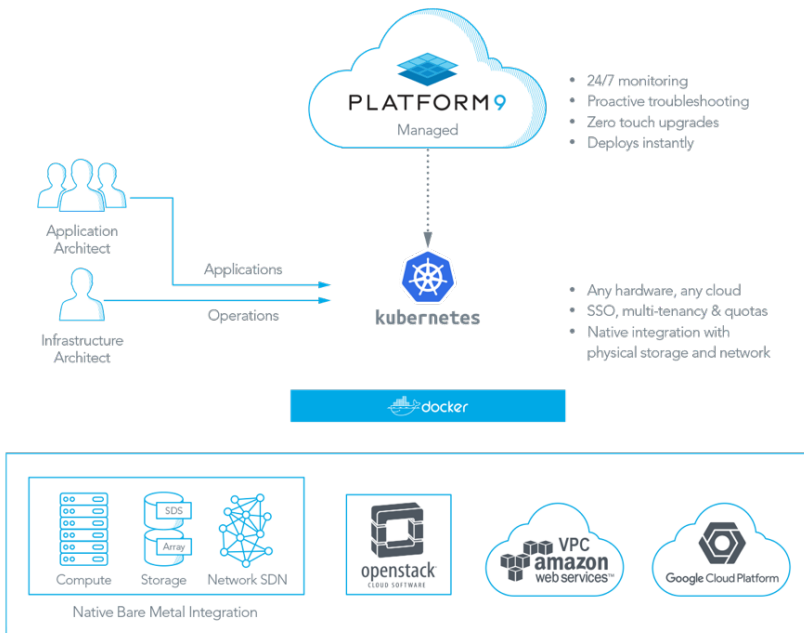 PLATFORM9
Managed
• 24/7 monitoring
• Proactive troubleshooting
• Zero touch upgrades
• Deploys instantly
Application
Architect
Applications
Infrastructure
Architect
Operations
kubernetes
• Any hardware, any cloud
• SSO, multi-tenancy & quotas
• Native integration with
physical storage and network
docker
SDS
Array
Compute
Storage
Network SDN
Native Bare Metal Integration
openstack
CLOUD SOFTWARE
VPC
amazon
web services™
Google Cloud Platform